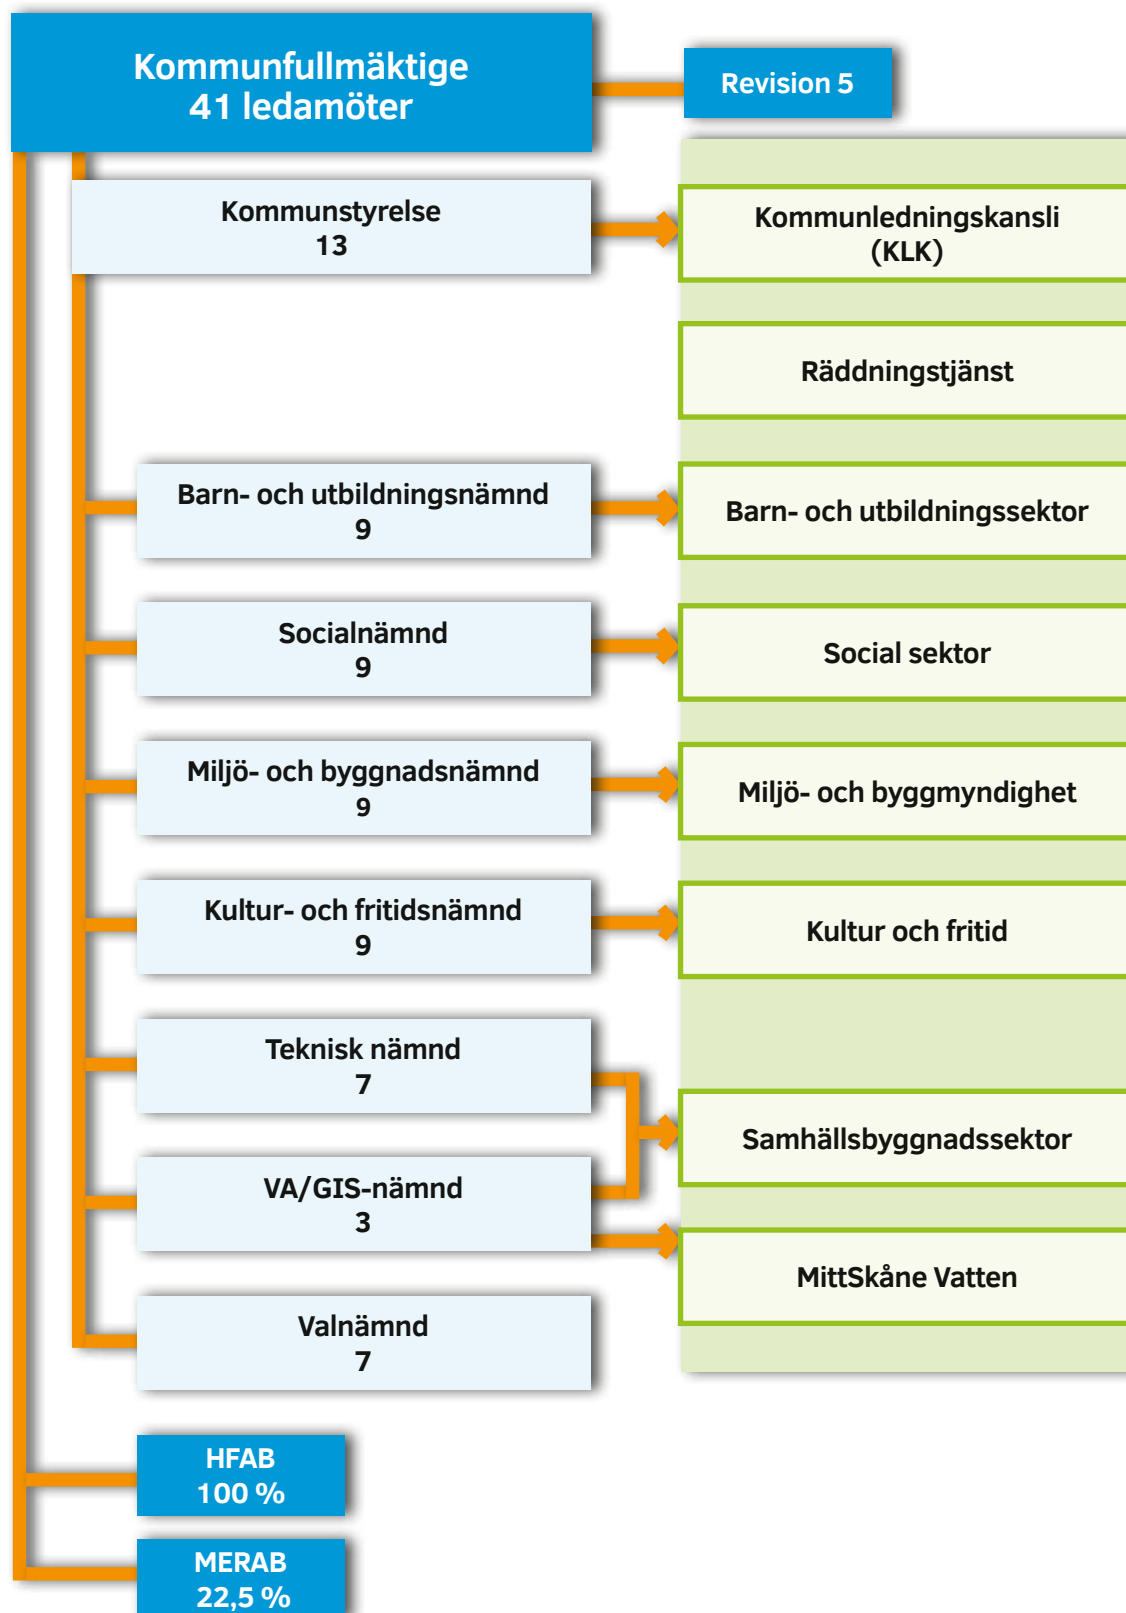 Kommunfullmäktige
41 ledamöter
Revision 5
Kommunstyrelse
13
Kommunledningskansli
(KLK)
Räddningstjänst
Barn- och utbildningsnämnd
9
Barn- och utbildningssektor
Socialnämnd
9
Social sektor
Miljö- och byggnadsnämnd
9
Miljö- och byggmyndighet
Kultur- och fritidsnämnd
9
Kultur och fritid
Teknisk nämnd
7
Samhällsbyggnadssektor
VA/GIS-nämnd
3
MittSkåne Vatten
Valnämnd
7
HFAB
100 %
MERAB
22,5 %